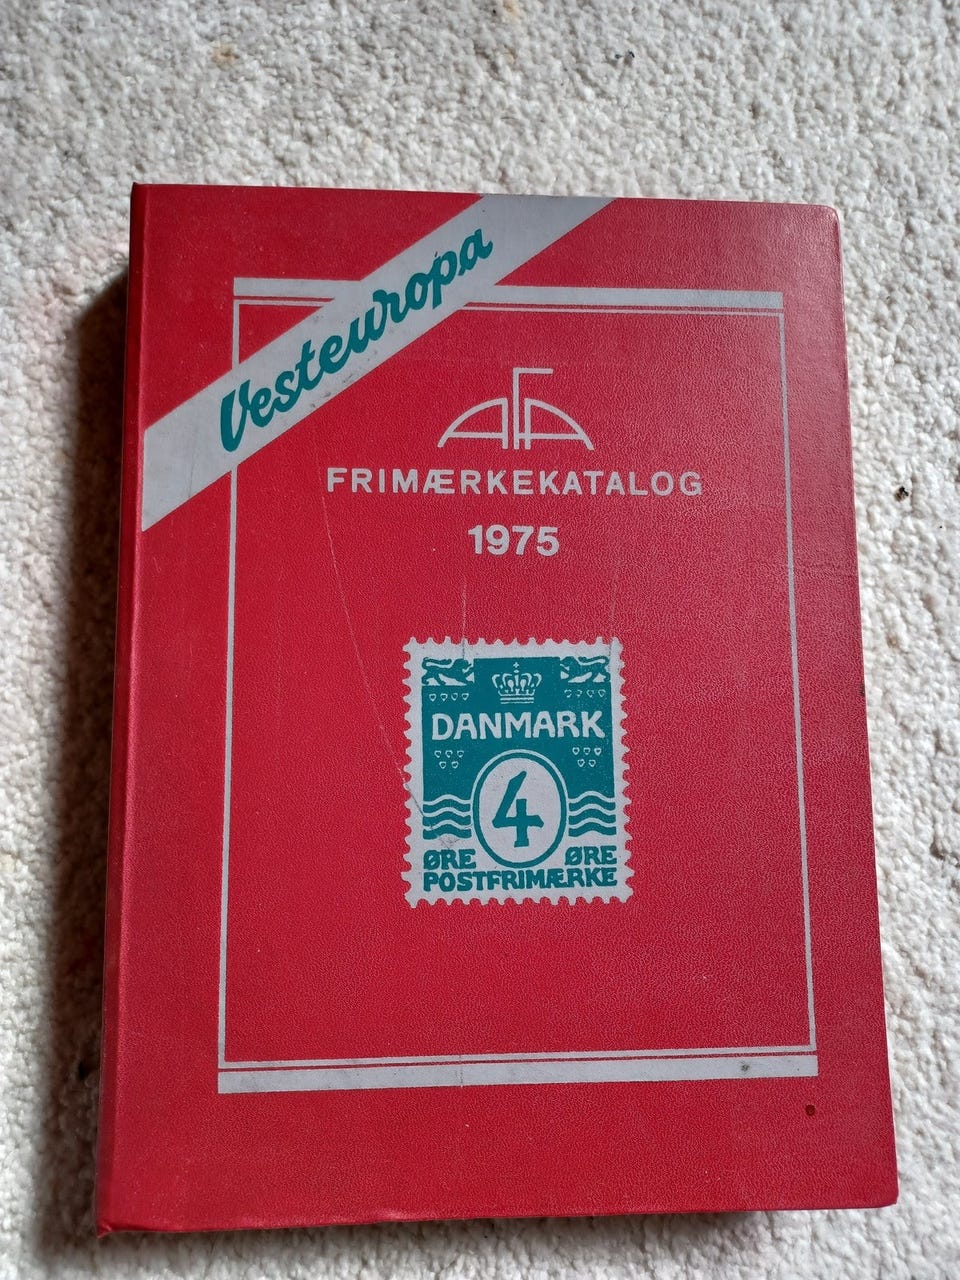 Vesteuropa
AFA
FRIMÆRKEKATALOG
1975
DANMARK
4
ØRE ØRE
POSTFRIMÆRKE